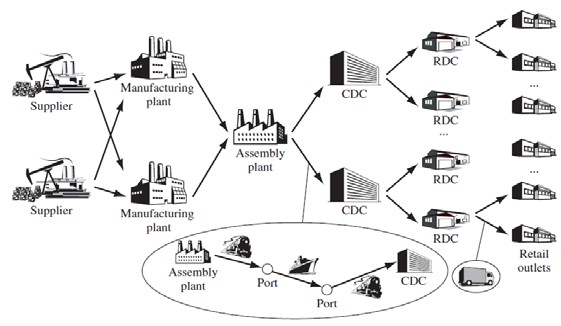 RDC
...
CDC
Supplier
Manufacturing
plant
RDC
...
Assembly
plant
...
RDC
Supplier
Manufacturing
plant
CDC
...
RDC
Retail
outlets
Assembly
plant
Port
Port
CDC